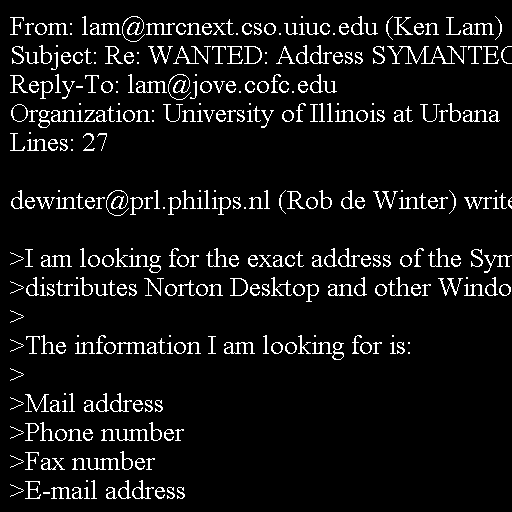 From: lam@mrcnext.cso.uiuc.edu (Ken Lam)
Subject: Re: WANTED: Address SYMANTEC
Reply-To: lam@jove.cofc.edu
Organization: University of Illinois at Urbana
Lines: 27

dewinter@prl.philips.nl (Rob de Winter) write

>I am looking for the exact address of the Sym
>distributes Norton Desktop and other Windo
>
>The information I am looking for is:
>
>Mail address
>Phone number
>Fax number
>E-mail address